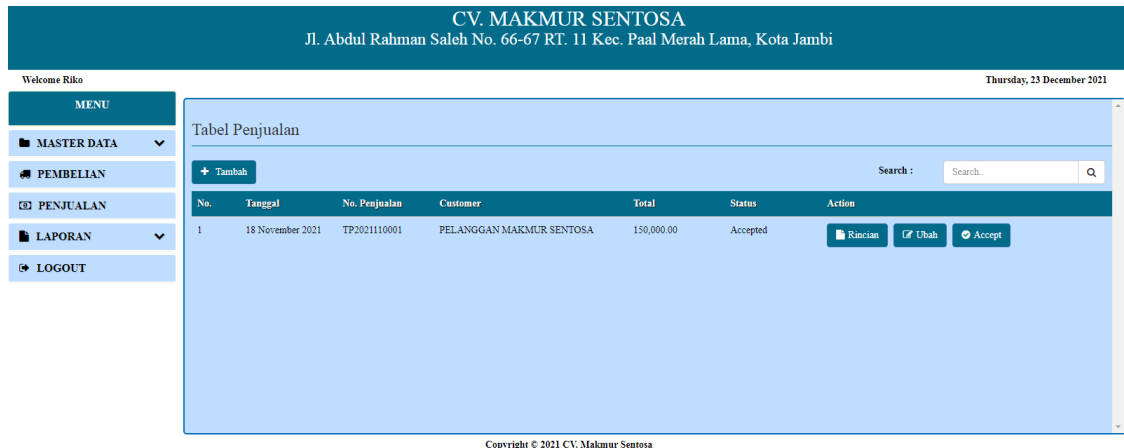 CV. MAKMUR SENTOSA
Jl. Abdul Rahman Saleh No. 66-67 RT. 11 Kec. Paal Merah Lama, Kota Jambi
Welcome Riko
Thursday, 23 December 2021
MENU
MASTER DATA
PEMBELIAN
PENJUALAN
LAPORAN
LOGOUT
Tabel Penjualan
Tambah
Search :
Search..
No. Tanggal No. Penjualan Customer Total Status Action
1 18 November 2021 TP2021110001 PELANGGAN MAKMUR SENTOSA 150,000.00 Accepted Rincian Ubah Accept
Copyright © 2021 CV. Makmur Sentosa